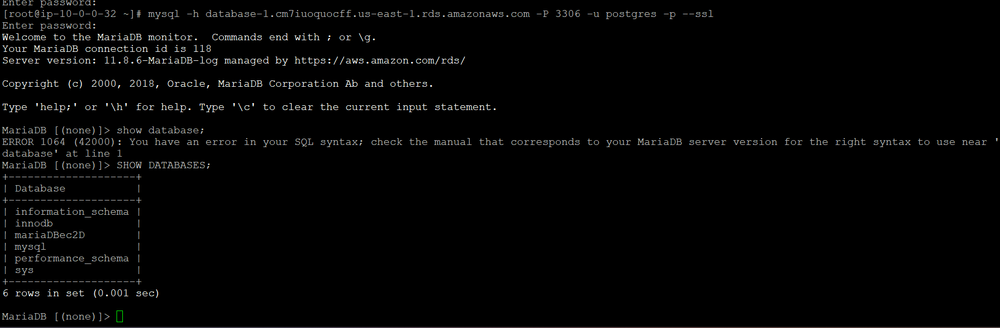 Enter password:
[root@ip-10-0-0-32 ~]# mysql -h database-1.cm7iuoquocff.us-east-1.rds.amazonaws.com -P 3306 -u postgres -p --ssl
Enter password:
Welcome to the MariaDB monitor.  Commands end with ; or \g.
Your MariaDB connection id is 118
Server version: 11.8.6-MariaDB-log managed by https://aws.amazon.com/rds/

Copyright (c) 2000, 2018, Oracle, MariaDB Corporation Ab and others.

Type 'help;' or '\h' for help. Type '\c' to clear the current input statement.

MariaDB [(none)]> show database;
ERROR 1064 (42000): You have an error in your SQL syntax; check the manual that corresponds to your MariaDB server version for the right syntax to use near '
database' at line 1
MariaDB [(none)]> SHOW DATABASES;
+--------------------+
| Database           |
+--------------------+
| information_schema |
| innodb             |
| mariaDBec2D        |
| mysql              |
| performance_schema |
| sys                |
+--------------------+
6 rows in set (0.001 sec)

MariaDB [(none)]>